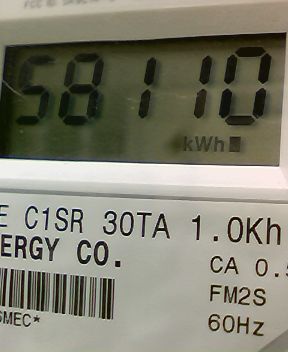 58110
kWh
E C1SR 30TA 1.0Kh
ERGY CO.
CA 0.5
FM2S
60Hz
SMEC*